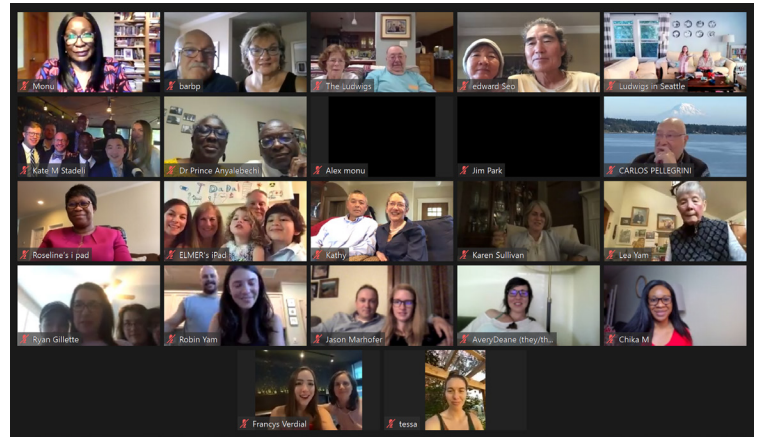 Monu
barbp
The Ludwigs
edward Seo
Ludwigs in Seattle
Kate M Stadeli
Dr Prince Anyalebechi
Alex monu
Jim Park
CARLOS PELLEGRINI
Roseline's i pad
ELMER's iPad
Kathy
Karen Sullivan
Lea Yam
Ryan Gillette
Robin Yam
Jason Marhofer
AveryDeane (they/th...
Chika M
Francys Verdial
tessa